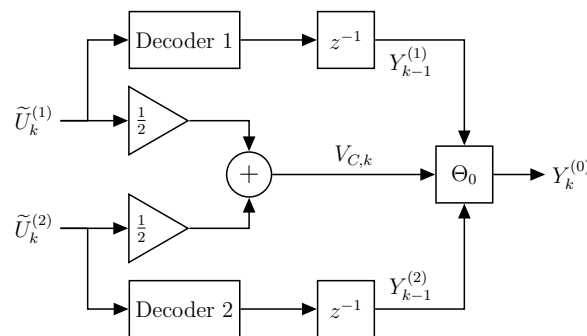 Decoder 1
z⁻¹
Y_{k-1}^{(1)}
Ũ_k^{(1)}
1/2
V_{C,k}
+
Θ₀
Y_k^{(0)}
Ũ_k^{(2)}
1/2
Y_{k-1}^{(2)}
Decoder 2
z⁻¹